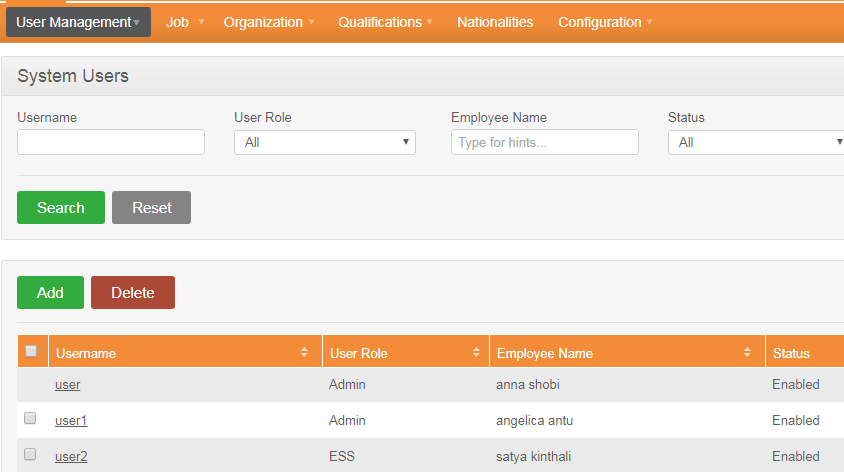 User Management Job Organization Qualifications Nationalities Configuration
System Users
Username User Role Employee Name Status
All Type for hints... All
Search Reset
Add Delete
Username User Role Employee Name Status
user Admin anna shobi Enabled
user1 Admin angelica antu Enabled
user2 ESS satya kinthali Enabled